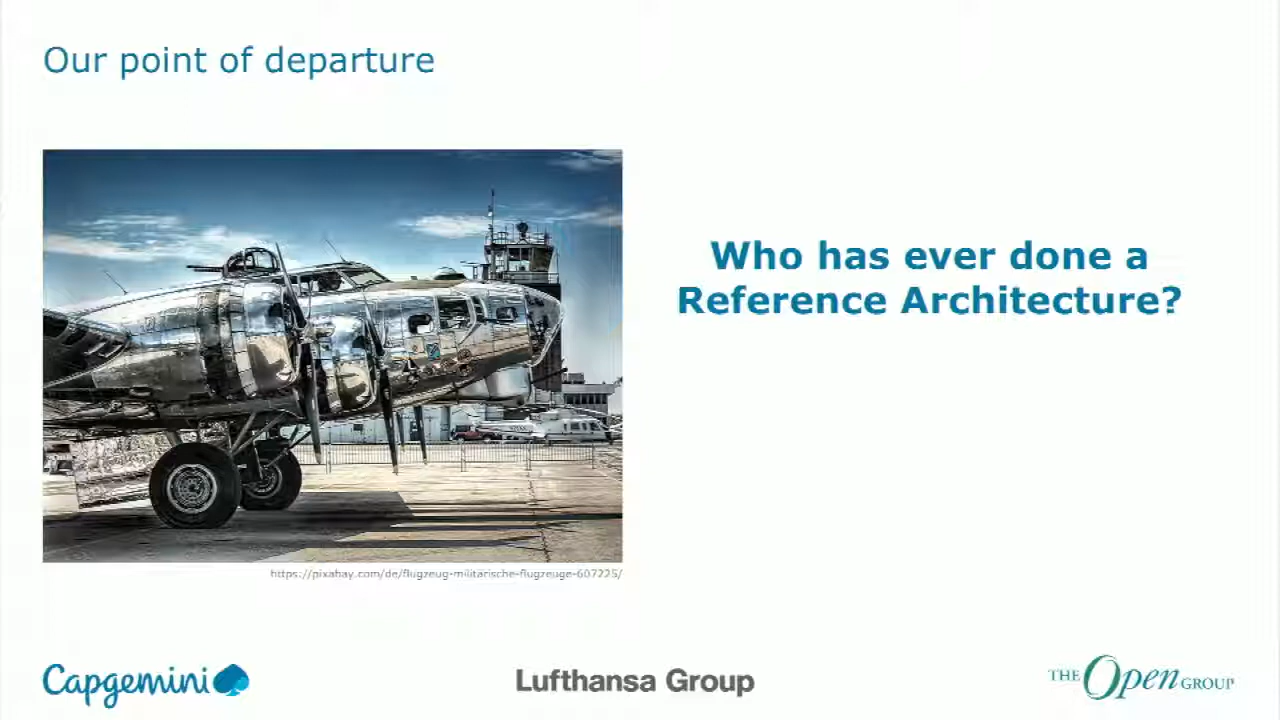 Our point of departure
Who has ever done a
Reference Architecture?
https://pixabay.com/de/flugzeug-militärische-flugzeuge-607225/
Capgemini
Lufthansa Group
THE Open GROUP